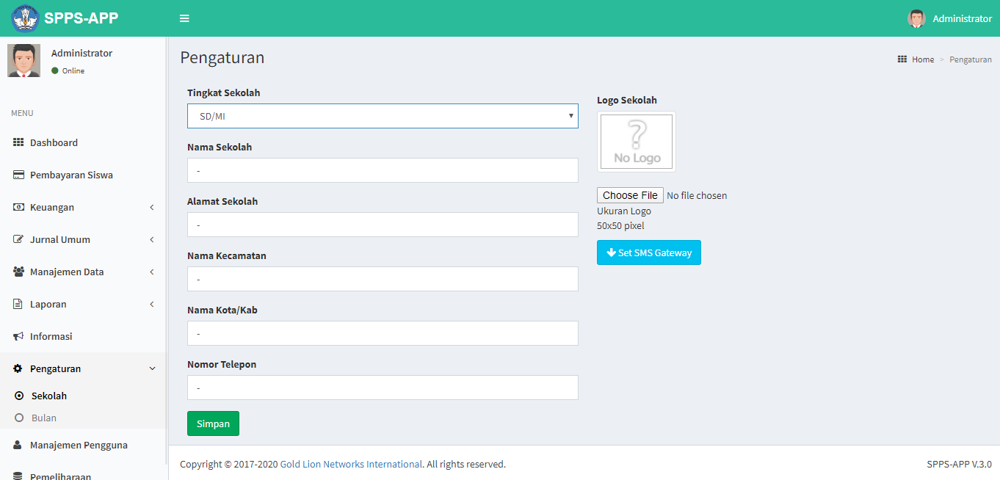 SPPS-APP
Administrator
Administrator
Online
MENU
Dashboard
Pembayaran Siswa
Keuangan
Jurnal Umum
Manajemen Data
Laporan
Informasi
Pengaturan
Sekolah
Bulan
Manajemen Pengguna
Pemeliharaan
Pengaturan
Home > Pengaturan
Tingkat Sekolah
SD/MI
Nama Sekolah
-
Alamat Sekolah
-
Nama Kecamatan
-
Nama Kota/Kab
-
Nomor Telepon
-
Simpan
Logo Sekolah
?
No Logo
Choose File No file chosen
Ukuran Logo
50x50 pixel
Set SMS Gateway
Copyright © 2017-2020 Gold Lion Networks International. All rights reserved.
SPPS-APP V.3.0